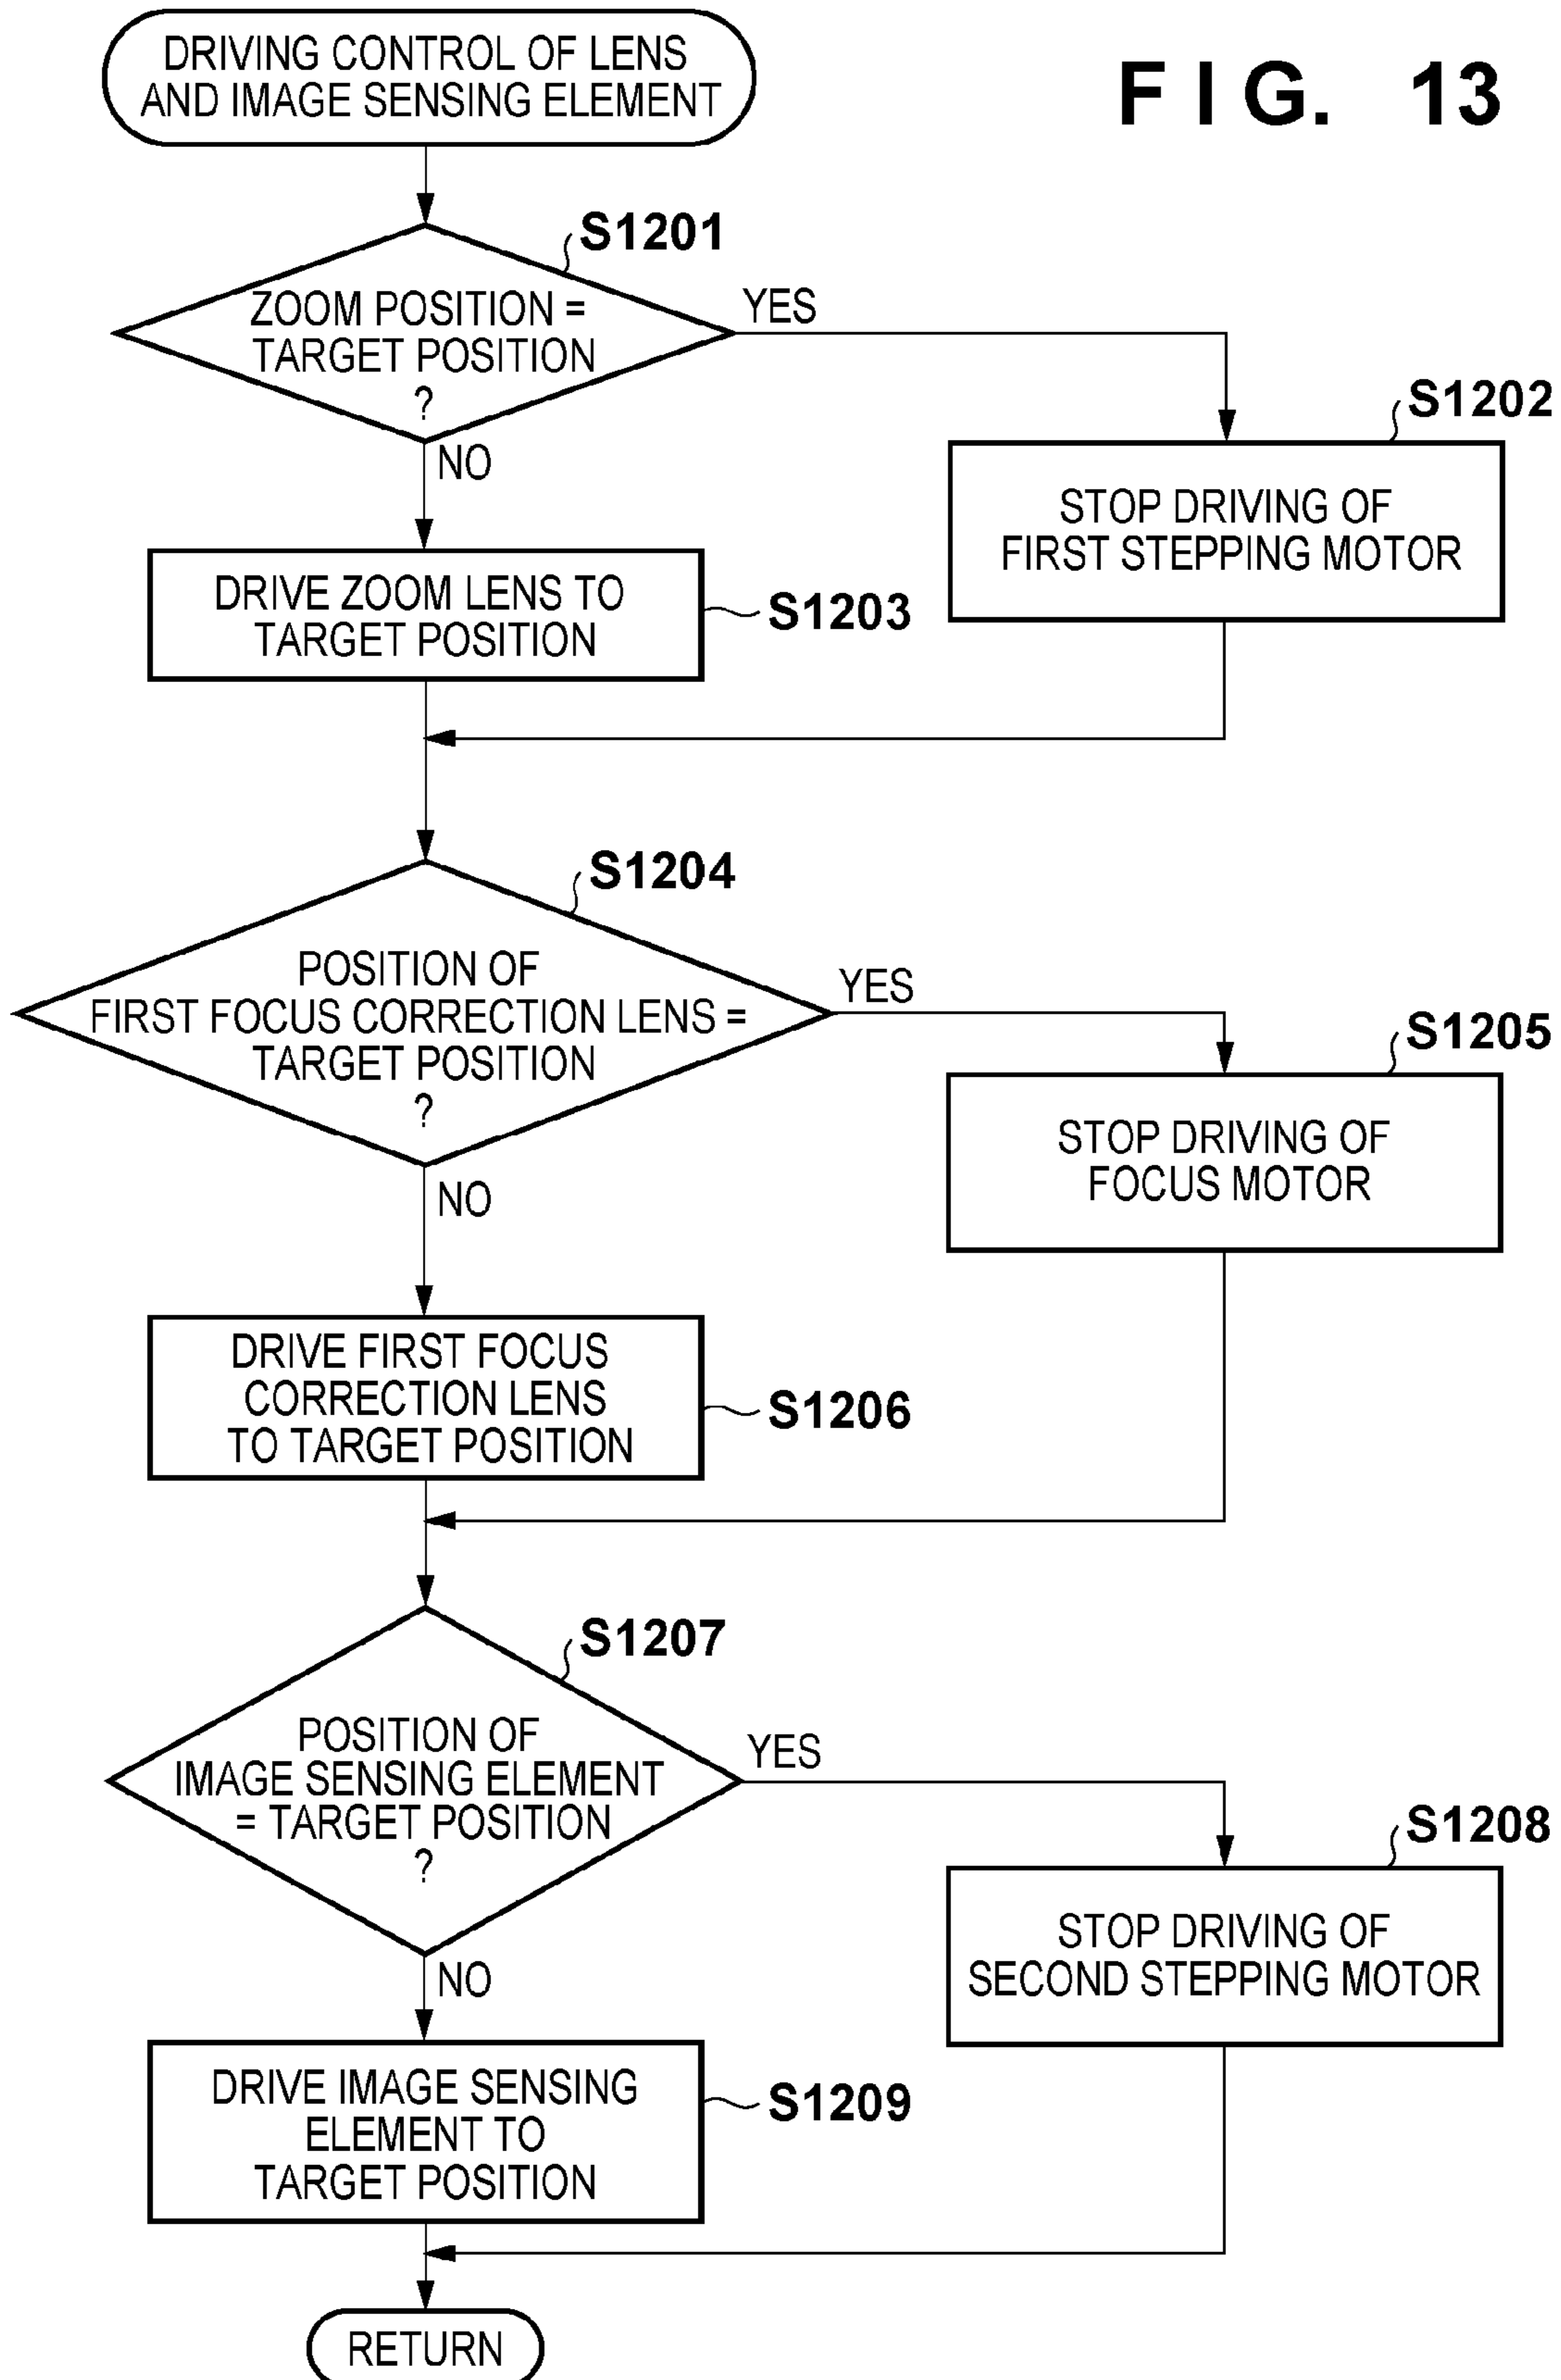 DRIVING CONTROL OF LENS
AND IMAGE SENSING ELEMENT
FIG. 13
S1201
ZOOM POSITION =
TARGET POSITION
?
YES
NO
S1202
STOP DRIVING OF
FIRST STEPPING MOTOR
DRIVE ZOOM LENS TO
TARGET POSITION
S1203
S1204
POSITION OF
FIRST FOCUS CORRECTION LENS =
TARGET POSITION
?
YES
NO
S1205
STOP DRIVING OF
FOCUS MOTOR
DRIVE FIRST FOCUS
CORRECTION LENS
TO TARGET POSITION
S1206
S1207
POSITION OF
IMAGE SENSING ELEMENT
= TARGET POSITION
?
YES
NO
S1208
STOP DRIVING OF
SECOND STEPPING MOTOR
DRIVE IMAGE SENSING
ELEMENT TO
TARGET POSITION
S1209
RETURN